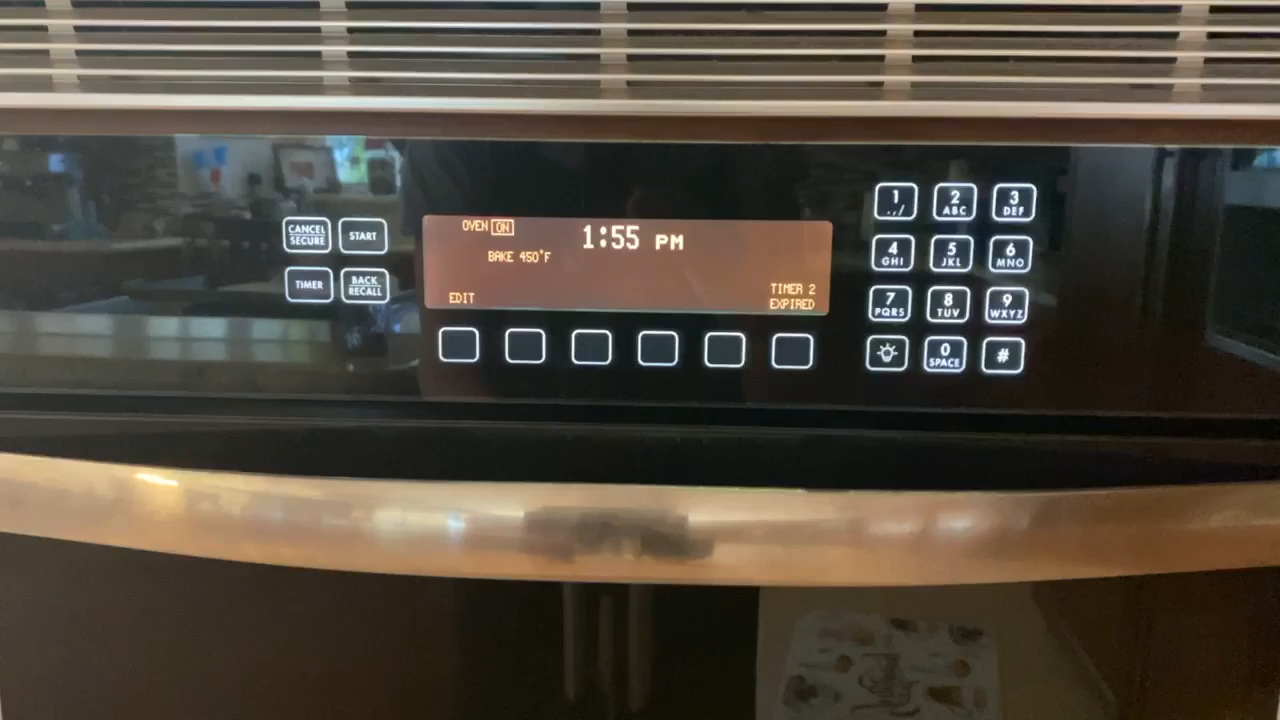 CANCEL
SECURE
START
TIMER
BACK
RECALL
OVEN ON
1:55 PM
BAKE 450°F
EDIT
TIMER 2
EXPIRED
1
.,/
2
ABC
3
DEF
4
GHI
5
JKL
6
MNO
7
PQRS
8
TUV
9
WXYZ
0
SPACE
#